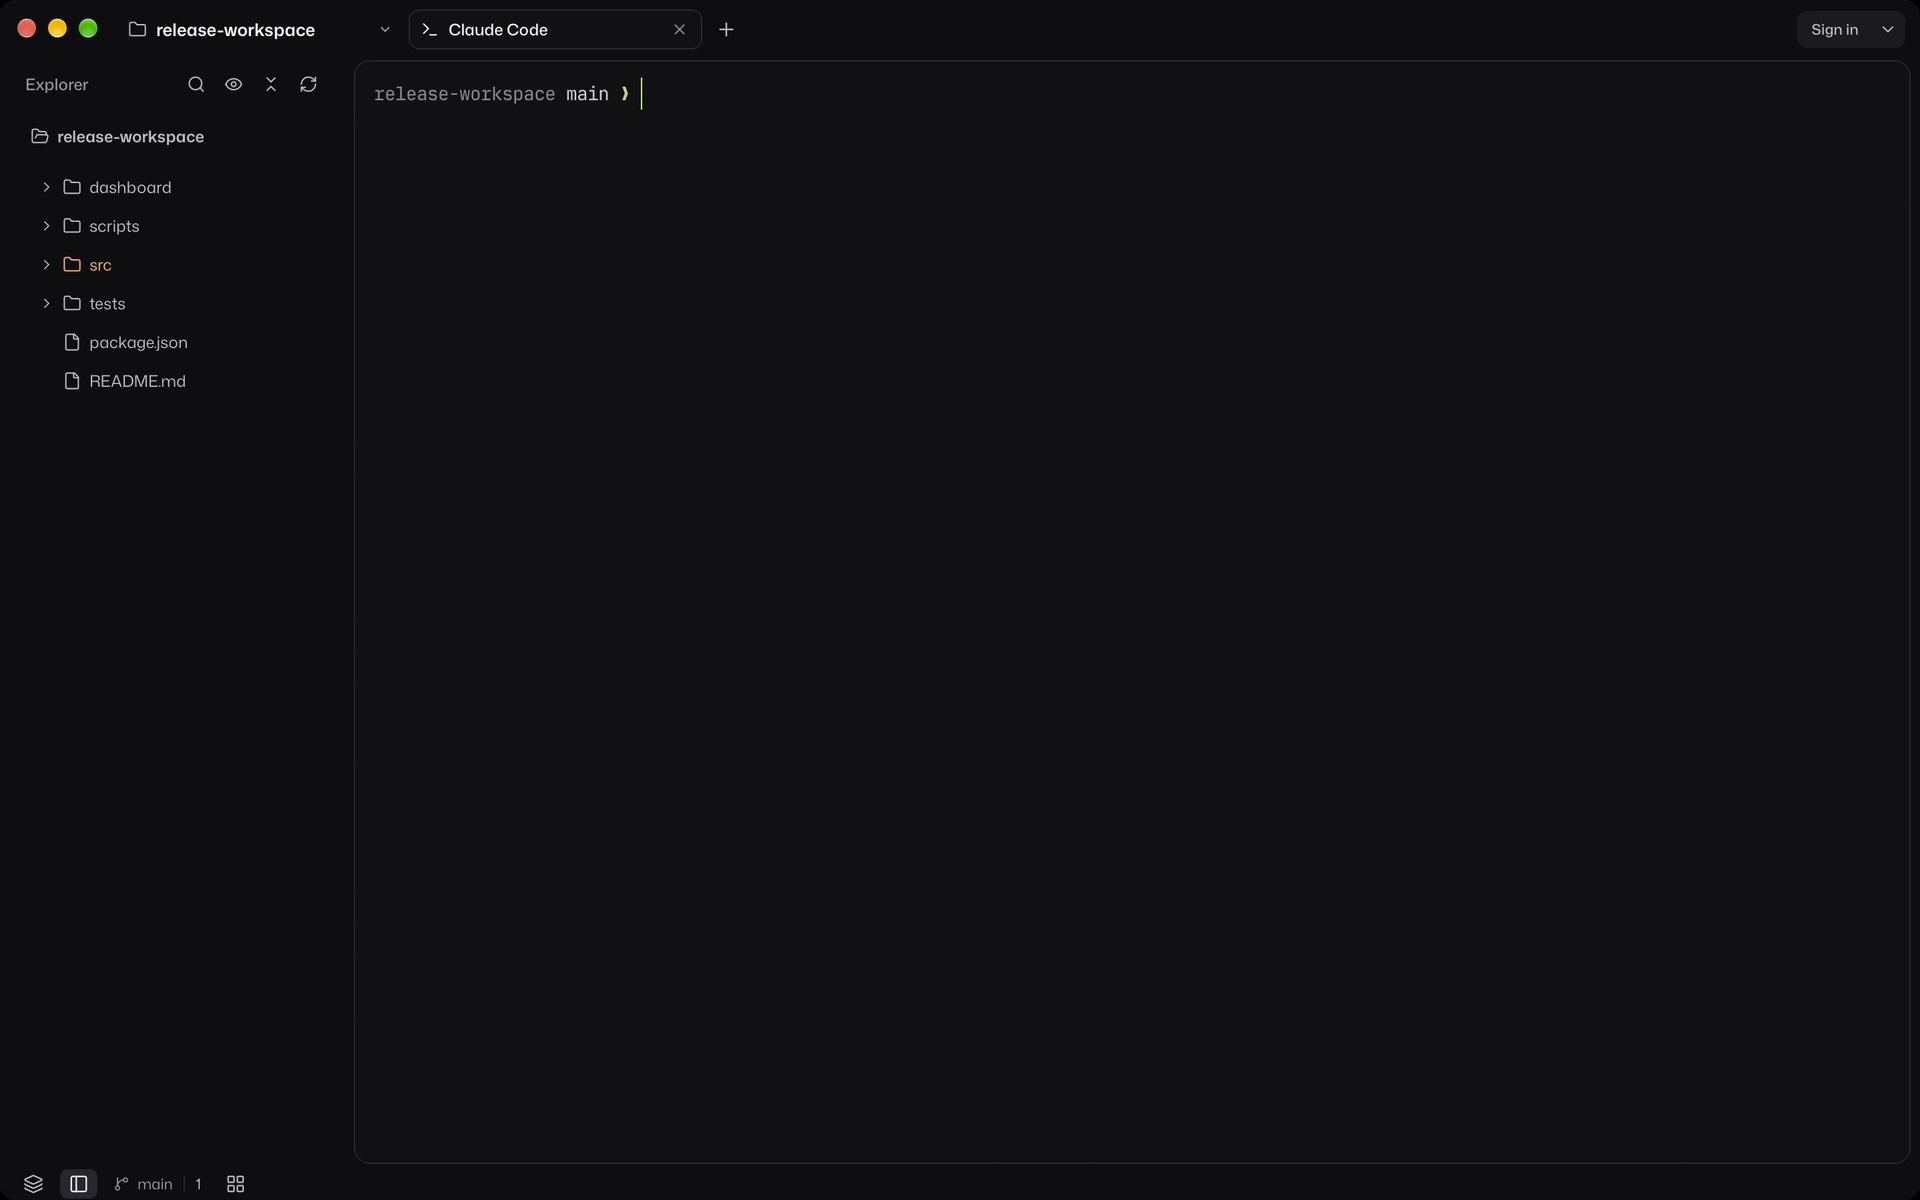 release-workspace
Claude Code
Sign in
Explorer
release-workspace
dashboard
scripts
src
tests
package.json
README.md
release-workspace main ❯
main 1